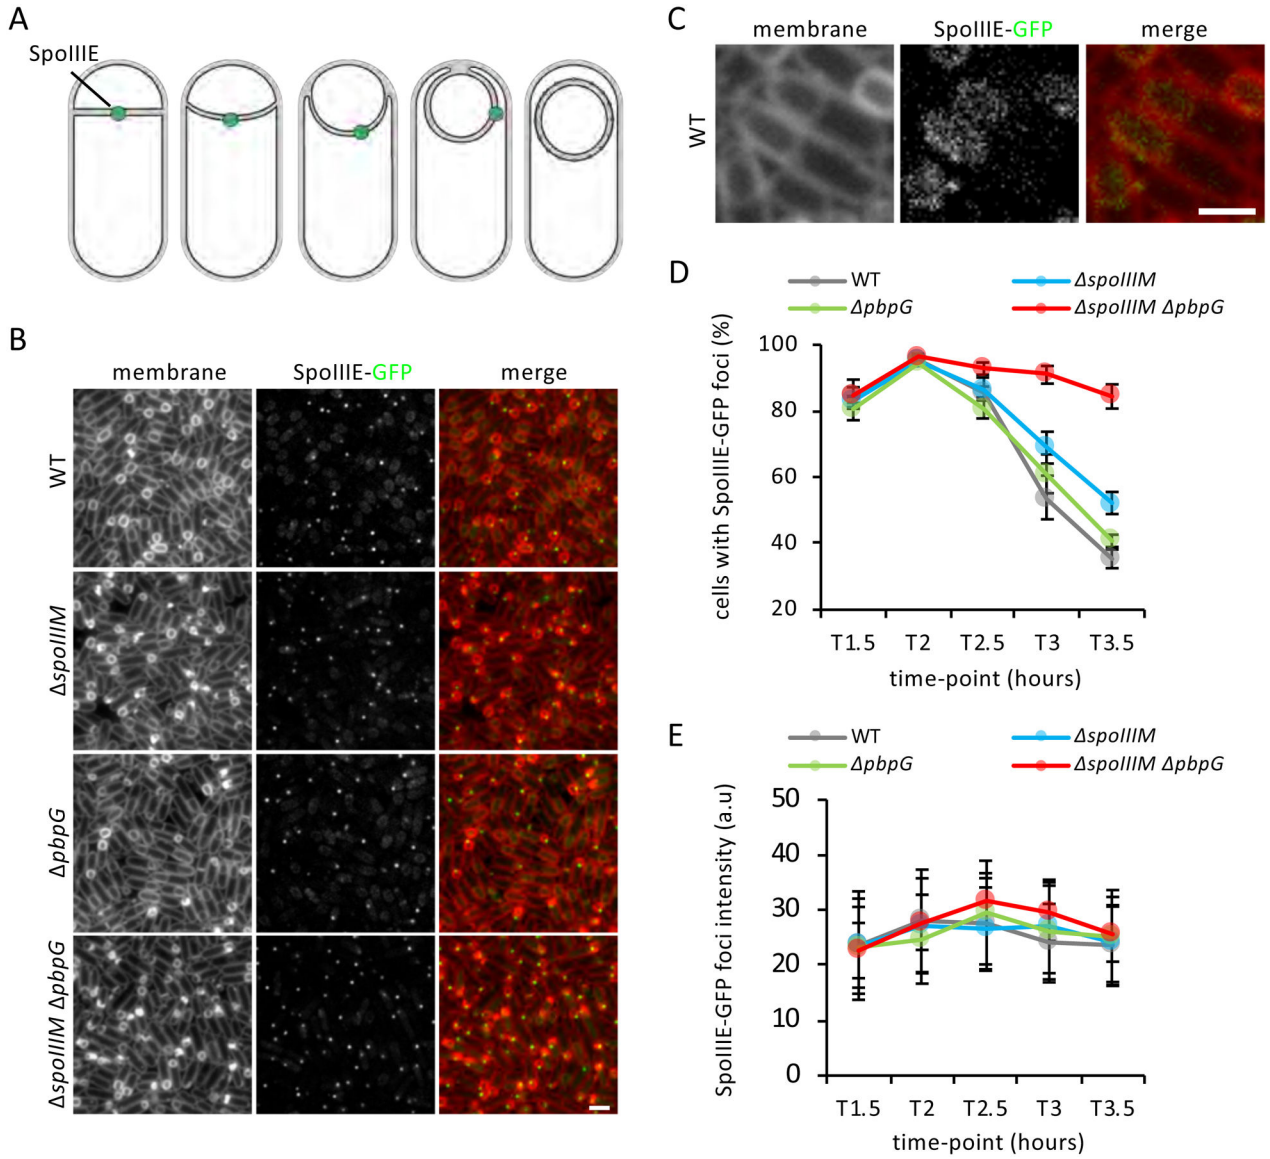 A
SpoIIIE
B
membrane SpoIIIE-GFP merge
WT
ΔspoIIIM
ΔpbpG
ΔspoIIIM ΔpbpG
C
membrane SpoIIIE-GFP merge
WT
D
WT ΔspoIIIM
ΔpbpG ΔspoIIIM ΔpbpG
cells with SpoIIIE-GFP foci (%)
100
80
60
40
20
T1.5 T2 T2.5 T3 T3.5
time-point (hours)
E
WT ΔspoIIIM
ΔpbpG ΔspoIIIM ΔpbpG
SpoIIIE-GFP foci intensity (a.u)
50
40
30
20
10
0
T1.5 T2 T2.5 T3 T3.5
time-point (hours)